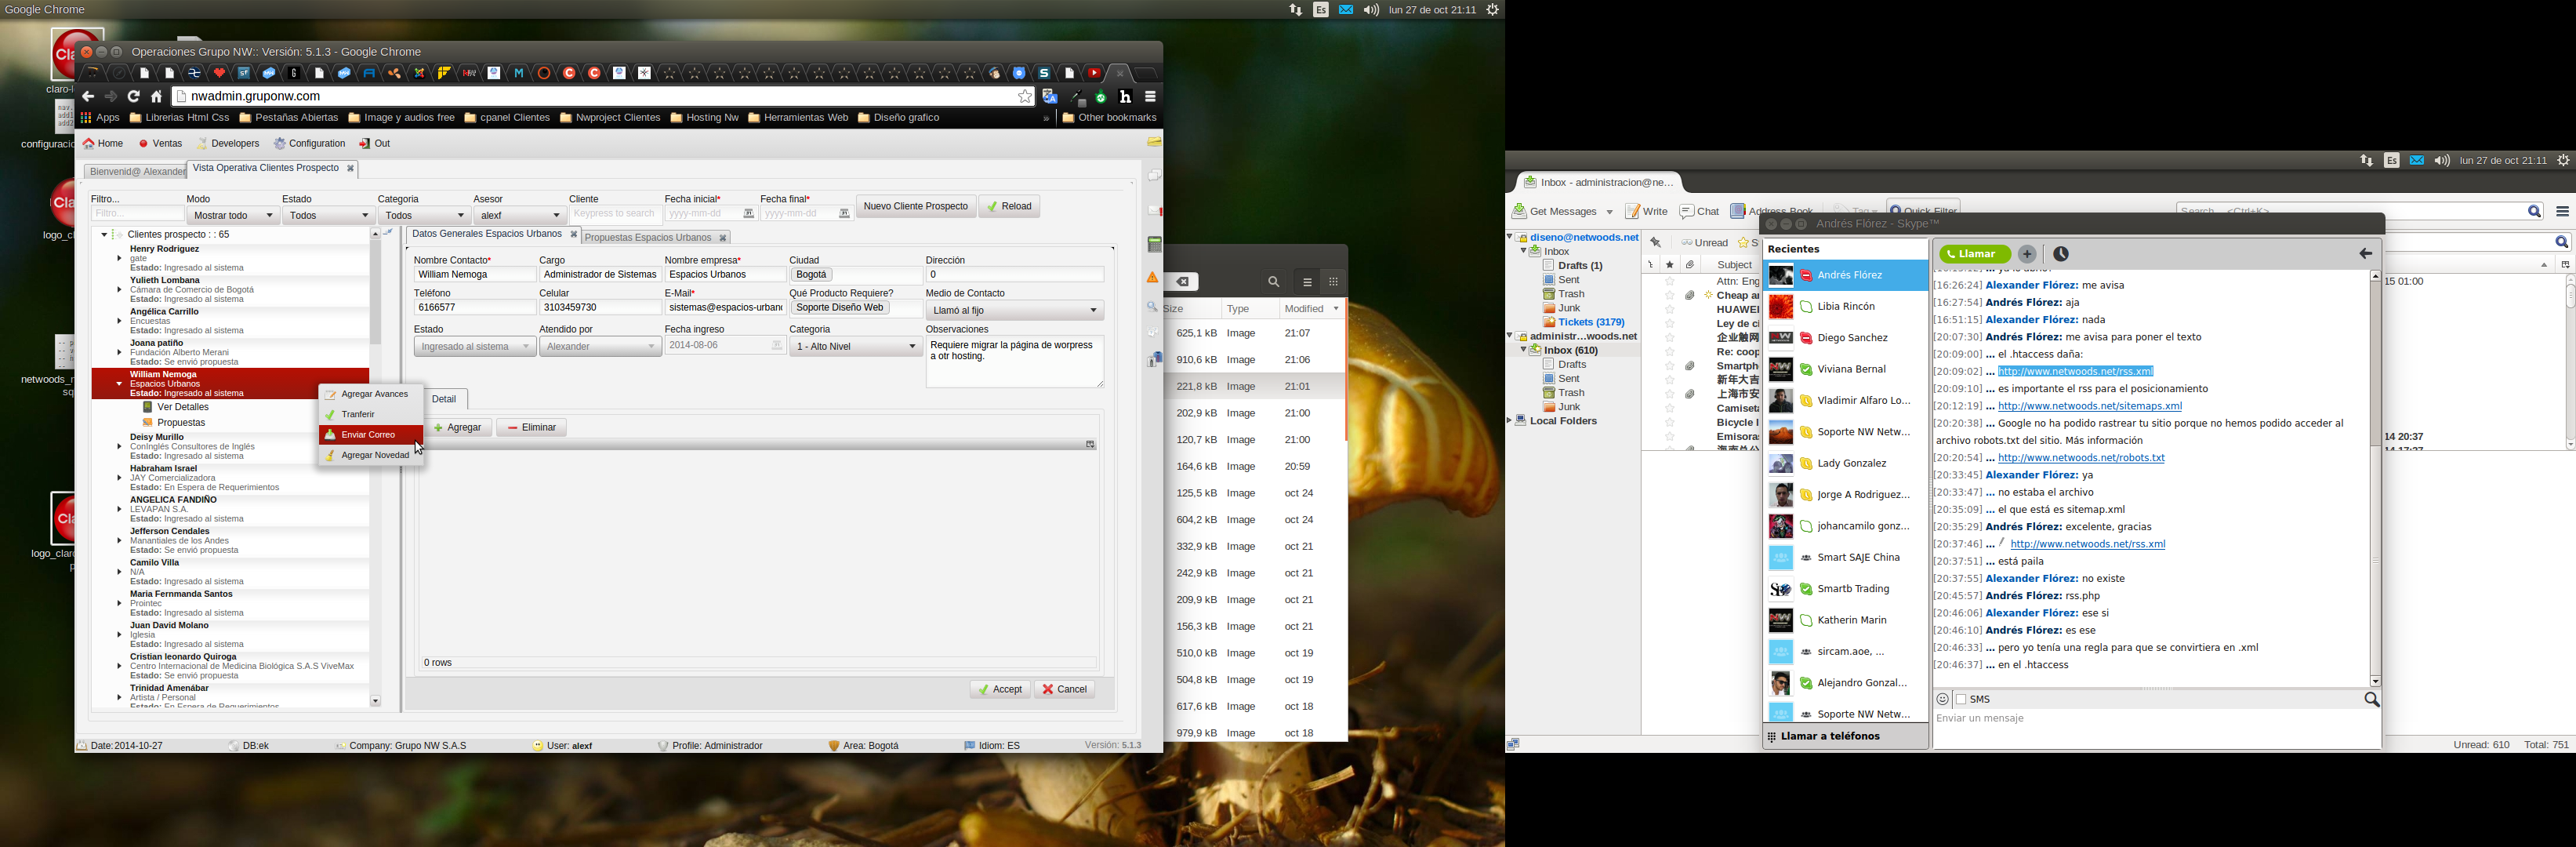 Google Chrome
Es
lun 27 de oct 21:11
Operaciones Grupo NW:: Versión: 5.1.3 - Google Chrome
nwadmin.gruponw.com
Apps
Librerias Html Css
Pestañas Abiertas
Image y audios free
cpanel Clientes
Nwproject Clientes
Hosting Nw
Herramientas Web
Diseño grafico
»
Other bookmarks
Home
Ventas
Developers
Configuration
Out
Bienvenid@ Alexander
Vista Operativa Clientes Prospecto
Filtro...
Modo
Estado
Categoria
Asesor
Cliente
Fecha inicial*
Fecha final*
Filtro...
Mostrar todo
Todos
Todos
alexf
Keypress to search
yyyy-mm-dd
yyyy-mm-dd
Nuevo Cliente Prospecto
Reload
Clientes prospecto : : 65
Henry Rodriguez
gate
Estado: Ingresado al sistema
Yulieth Lombana
Cámara de Comercio de Bogotá
Estado: Ingresado al sistema
Angélica Carrillo
Encuestas
Estado: Ingresado al sistema
Joana patiño
Fundación Alberto Merani
Estado: Se envió propuesta
William Nemoga
Espacios Urbanos
Estado: Ingresado al sistema
Ver Detalles
Propuestas
Deisy Murillo
ConInglés Consultores de Inglés
Estado: Ingresado al sistema
Habraham Israel
JAY Comercializadora
Estado: En Espera de Requerimientos
ANGELICA FANDIÑO
LEVAPAN S.A.
Estado: Ingresado al sistema
Jefferson Cendales
Manantiales de los Andes
Estado: Se envió propuesta
Camilo Villa
N/A
Estado: Ingresado al sistema
Maria Fernmanda Santos
Prointec
Estado: Ingresado al sistema
Juan David Molano
Iglesia
Estado: Ingresado al sistema
Cristian leonardo Quiroga
Centro Internacional de Medicina Biológica S.A.S ViveMax
Estado: Se envió propuesta
Trinidad Amenábar
Artista / Personal
Estado: En Espera de Requerimientos
Agregar Avances
Tranferir
Enviar Correo
Agregar Novedad
Datos Generales Espacios Urbanos
Propuestas Espacios Urbanos
Nombre Contacto*
Cargo
Nombre empresa*
Ciudad
Dirección
William Nemoga
Administrador de Sistemas
Espacios Urbanos
Bogotá
0
Teléfono
Celular
E-Mail*
Qué Producto Requiere?
Medio de Contacto
6166577
3103459730
sistemas@espacios-urban
Soporte Diseño Web
Llamó al fijo
Estado
Atendido por
Fecha ingreso
Categoria
Observaciones
Ingresado al sistema
Alexander
2014-08-06
1 - Alto Nivel
Requiere migrar la página de worpress
a otr hosting.
Detail
Agregar
Eliminar
0 rows
Accept
Cancel
Date:2014-10-27
DB:ek
Company: Grupo NW S.A.S
User: alexf
Profile: Administrador
Area: Bogotá
Idiom: ES
Versión: 5.1.3
Size
Type
Modified
625,1 kB Image 21:07
910,6 kB Image 21:06
221,8 kB Image 21:01
202,9 kB Image 21:00
120,7 kB Image 21:00
164,6 kB Image 20:59
125,5 kB Image oct 24
604,2 kB Image oct 24
332,9 kB Image oct 21
242,9 kB Image oct 21
209,9 kB Image oct 21
156,3 kB Image oct 21
510,0 kB Image oct 19
504,8 kB Image oct 19
617,6 kB Image oct 18
979,9 kB Image oct 18
Es
lun 27 de oct 21:11
Inbox - administracion@ne...
Get Messages
Write
Chat
Address Book
Tag
Quick Filter
Search... <Ctrl+K>
diseno@netwoods.net
Inbox
Drafts (1)
Sent
Trash
Junk
Tickets (3179)
administr...woods.net
Inbox (610)
Drafts
Sent
Trash
Junk
Local Folders
Unread
Subject
Attn: Eng
Cheap a
HUAWEI
Ley de ci
企业触网
Re: coop
Smartph
新年大吉
上海市安
Camiseta
Bicycle l
Emisora
15 01:00
14 20:37
Unread: 610
Total: 751
Andrés Flórez - Skype™
Recientes
Andrés Flórez
Libia Rincón
Diego Sanchez
Viviana Bernal
Vladimir Alfaro Lo...
Soporte NW Netw...
Lady Gonzalez
Jorge A Rodriguez...
johancamilo gonz...
Smart SAJE China
Smartb Trading
Katherin Marin
sircam.aoe, ...
Alejandro Gonzal...
Soporte NW Netw...
Llamar a teléfonos
Llamar
[16:26:24] Alexander Flórez: me avisa
[16:27:54] Andrés Flórez: aja
[16:51:15] Alexander Flórez: nada
[20:07:30] Andrés Flórez: me avisa para poner el texto
[20:09:00] ... el .htaccess daña:
[20:09:02] ... http://www.netwoods.net/rss.xml
[20:09:10] ... es importante el rss para el posicionamiento
[20:12:19] ... http://www.netwoods.net/sitemaps.xml
[20:20:38] ... Google no ha podido rastrear tu sitio porque no hemos podido acceder al
archivo robots.txt del sitio. Más información
[20:20:54] ... http://www.netwoods.net/robots.txt
[20:33:45] Alexander Flórez: ya
[20:33:47] ... no estaba el archivo
[20:35:09] ... el que está es sitemap.xml
[20:35:29] Andrés Flórez: excelente, gracias
[20:37:46] ... http://www.netwoods.net/rss.xml
[20:37:51] ... está paila
[20:37:55] Alexander Flórez: no existe
[20:45:57] Andrés Flórez: rss.php
[20:46:06] Alexander Flórez: ese si
[20:46:10] Andrés Flórez: es ese
[20:46:33] ... pero yo tenía una regla para que se convirtiera en .xml
[20:46:37] ... en el .htaccess
SMS
Enviar un mensaje